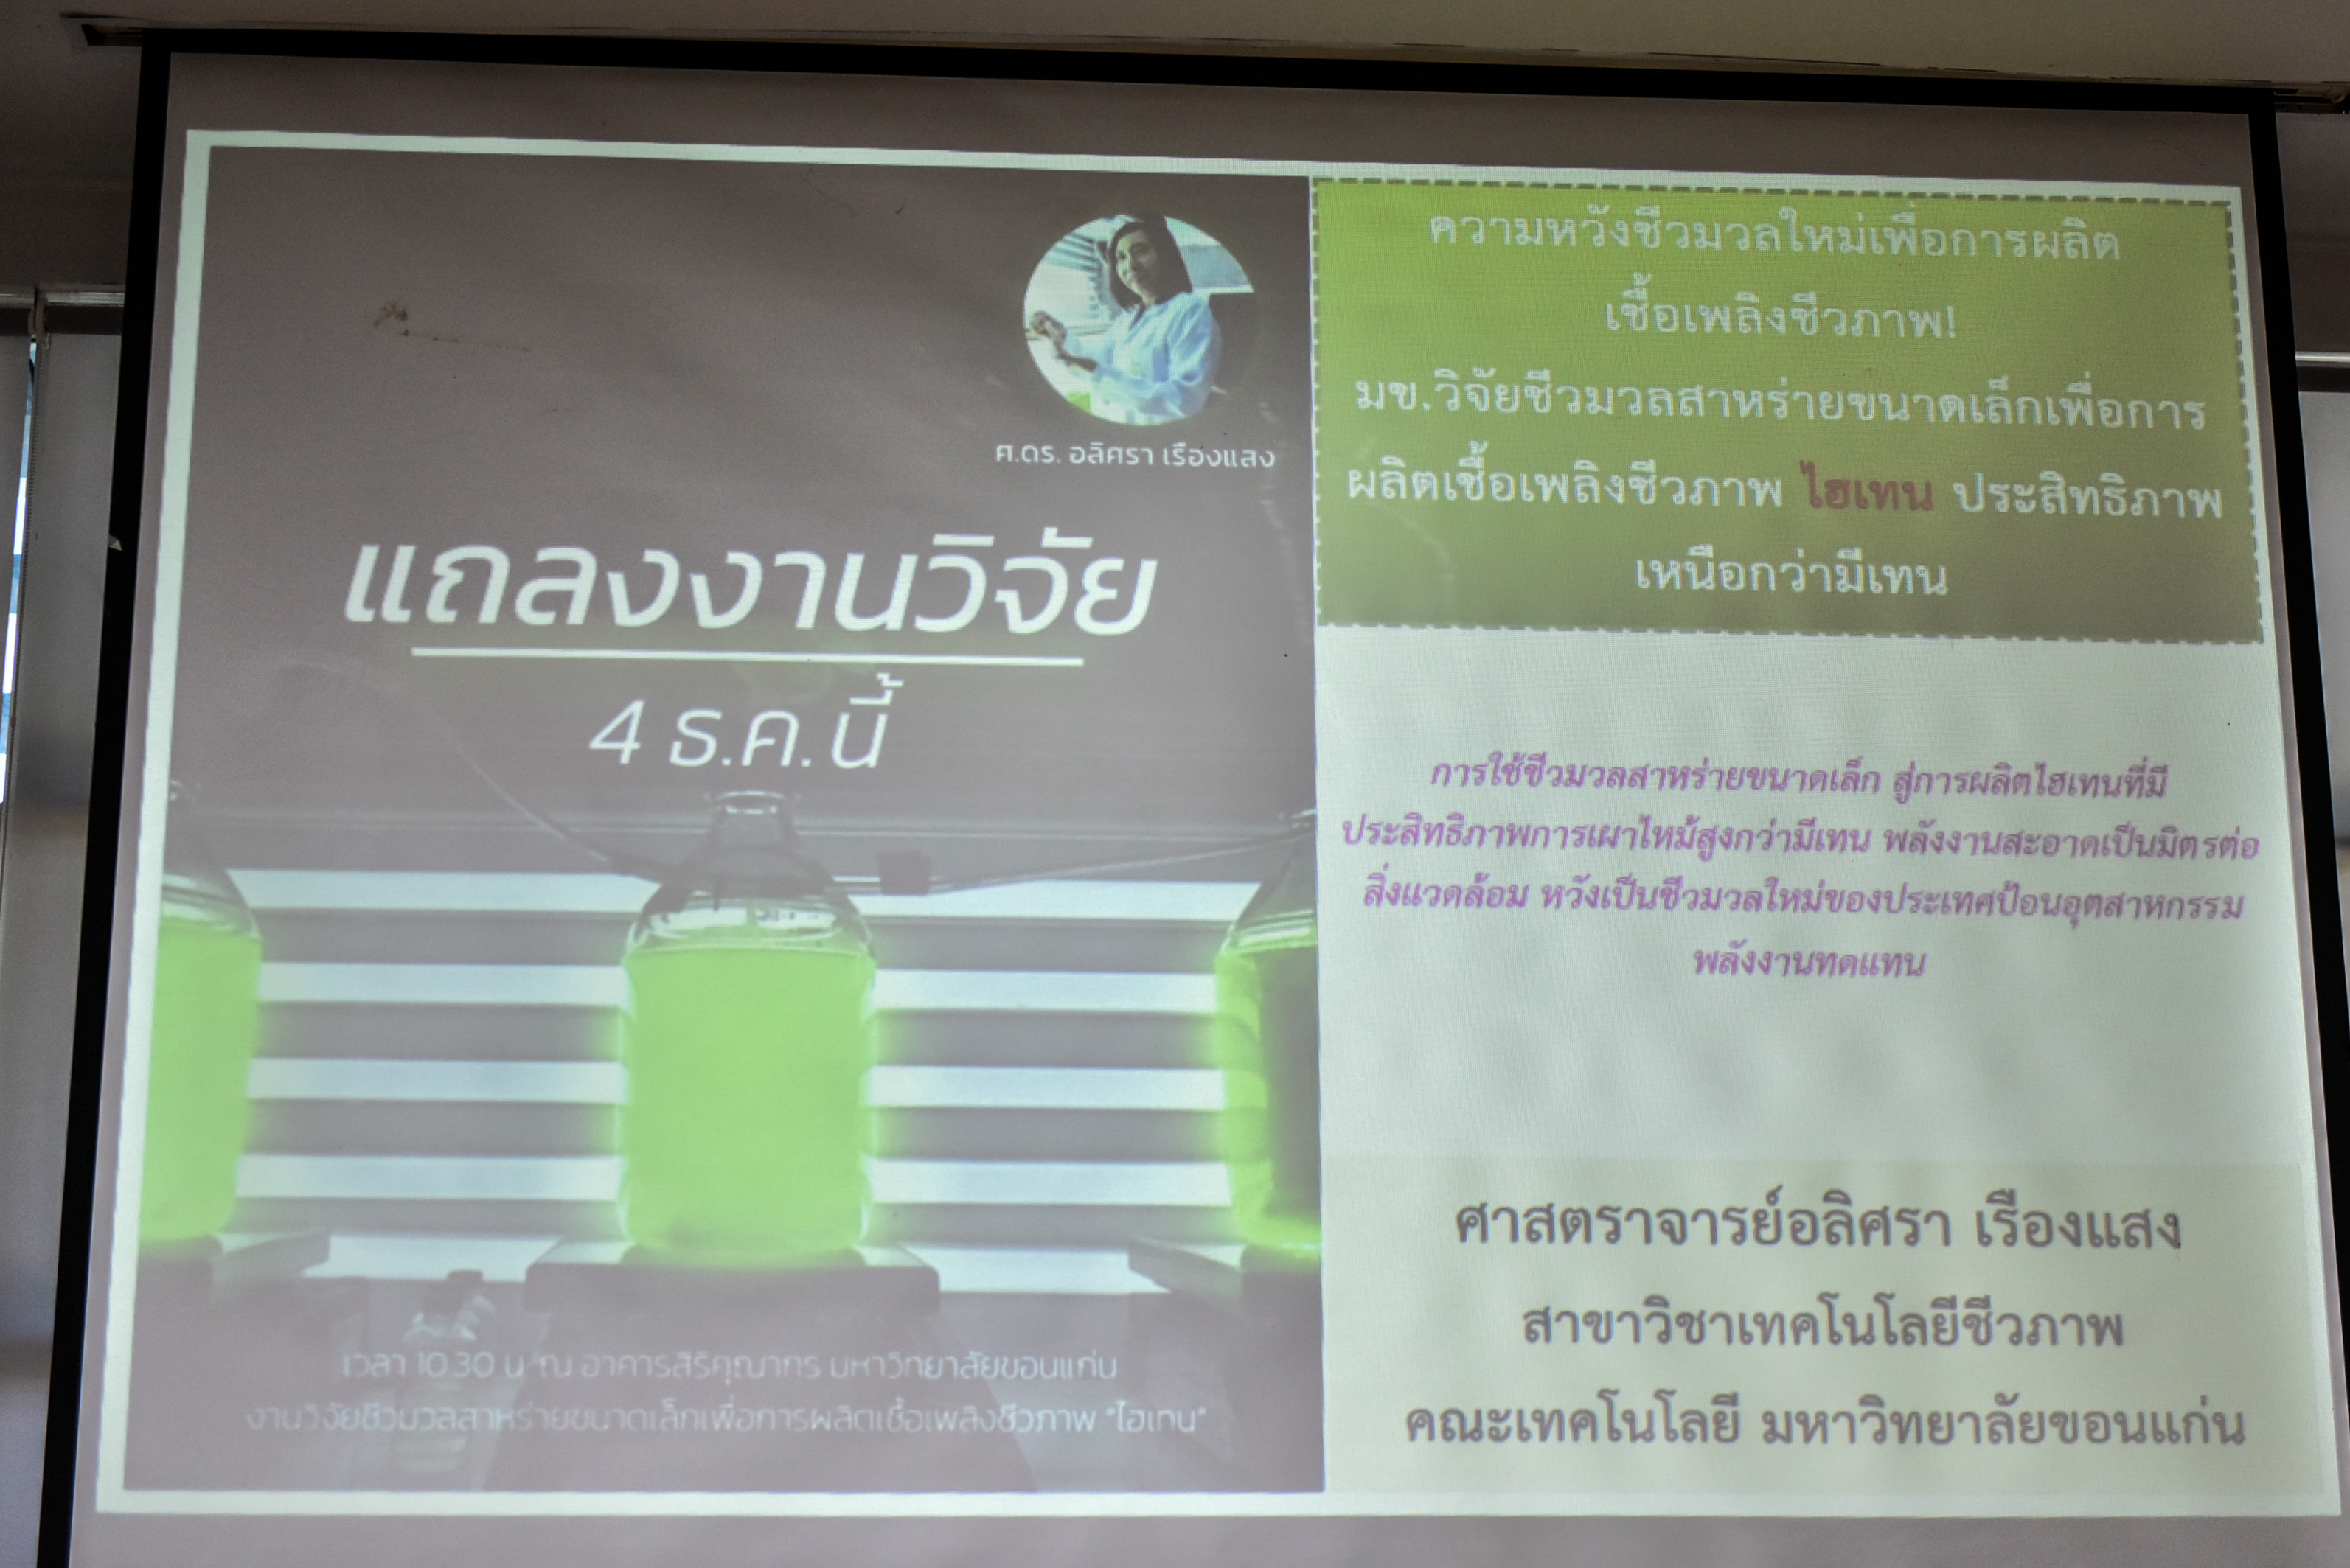 ศ.ดร. อลิศรา เรืองแสง
แถลงงานวิจัย
4 ธ.ค. นี้
เวลา 10.30 น. ณ อาคารสิริคุณากร มหาวิทยาลัยขอนแก่น
งานวิจัยชีวมวลสาหร่ายขนาดเล็กเพื่อการผลิตเชื้อเพลิงชีวภาพ "ไฮเทน"
ความหวังชีวมวลใหม่เพื่อการผลิต
เชื้อเพลิงชีวภาพ!
มข.วิจัยชีวมวลสาหร่ายขนาดเล็กเพื่อการ
ผลิตเชื้อเพลิงชีวภาพ ไฮเทน ประสิทธิภาพ
เหนือกว่ามีเทน
การใช้ชีวมวลสาหร่ายขนาดเล็ก สู่การผลิตไฮเทนที่มี
ประสิทธิภาพการเผาไหม้สูงกว่ามีเทน พลังงานสะอาดเป็นมิตรต่อ
สิ่งแวดล้อม หวังเป็นชีวมวลใหม่ของประเทศป้อนอุตสาหกรรม
พลังงานทดแทน
ศาสตราจารย์อลิศรา เรืองแสง
สาขาวิชาเทคโนโลยีชีวภาพ
คณะเทคโนโลยี มหาวิทยาลัยขอนแก่น